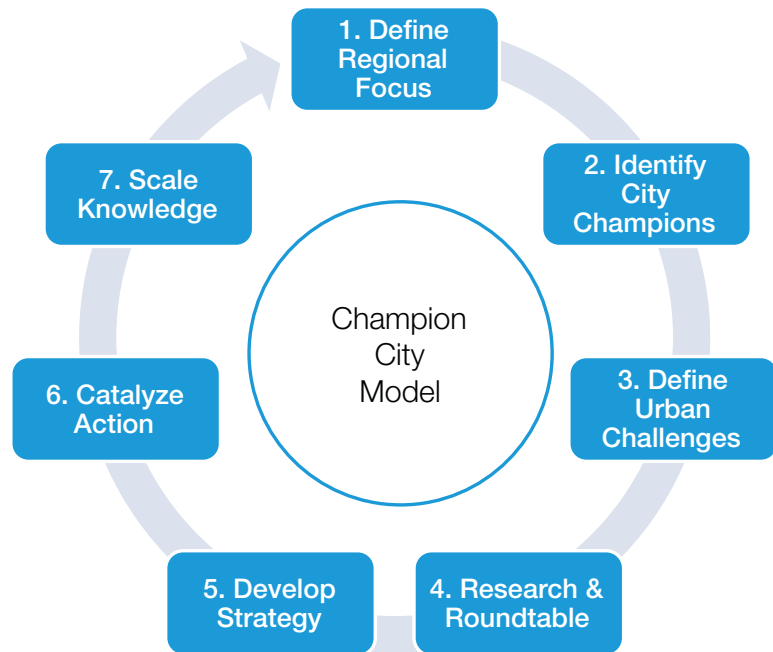 1. Define
Regional
Focus
2. Identify
City
Champions
3. Define
Urban
Challenges
4. Research &
Roundtable
5. Develop
Strategy
6. Catalyze
Action
7. Scale
Knowledge
Champion
City
Model